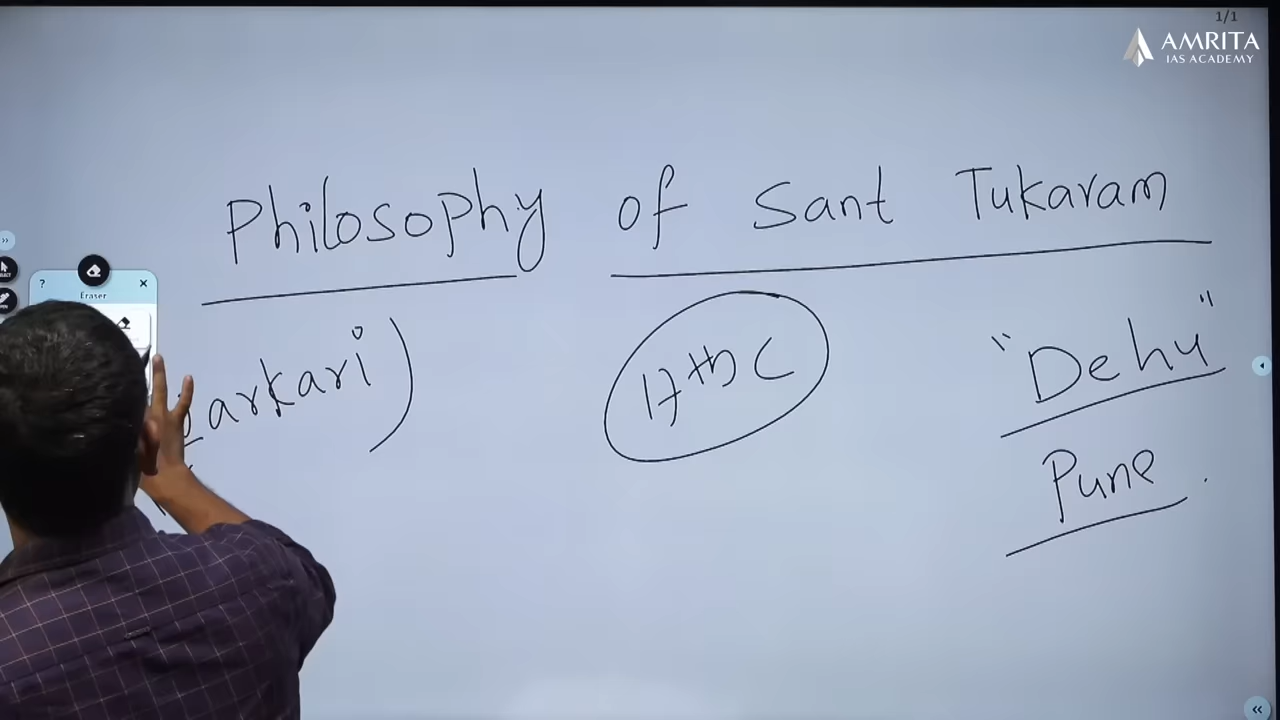 1/1
AMRITA
IAS ACADEMY
Philosophy of Sant Tukaram
?
Eraser
arkari)
17th C
"Dehu"
Pune.